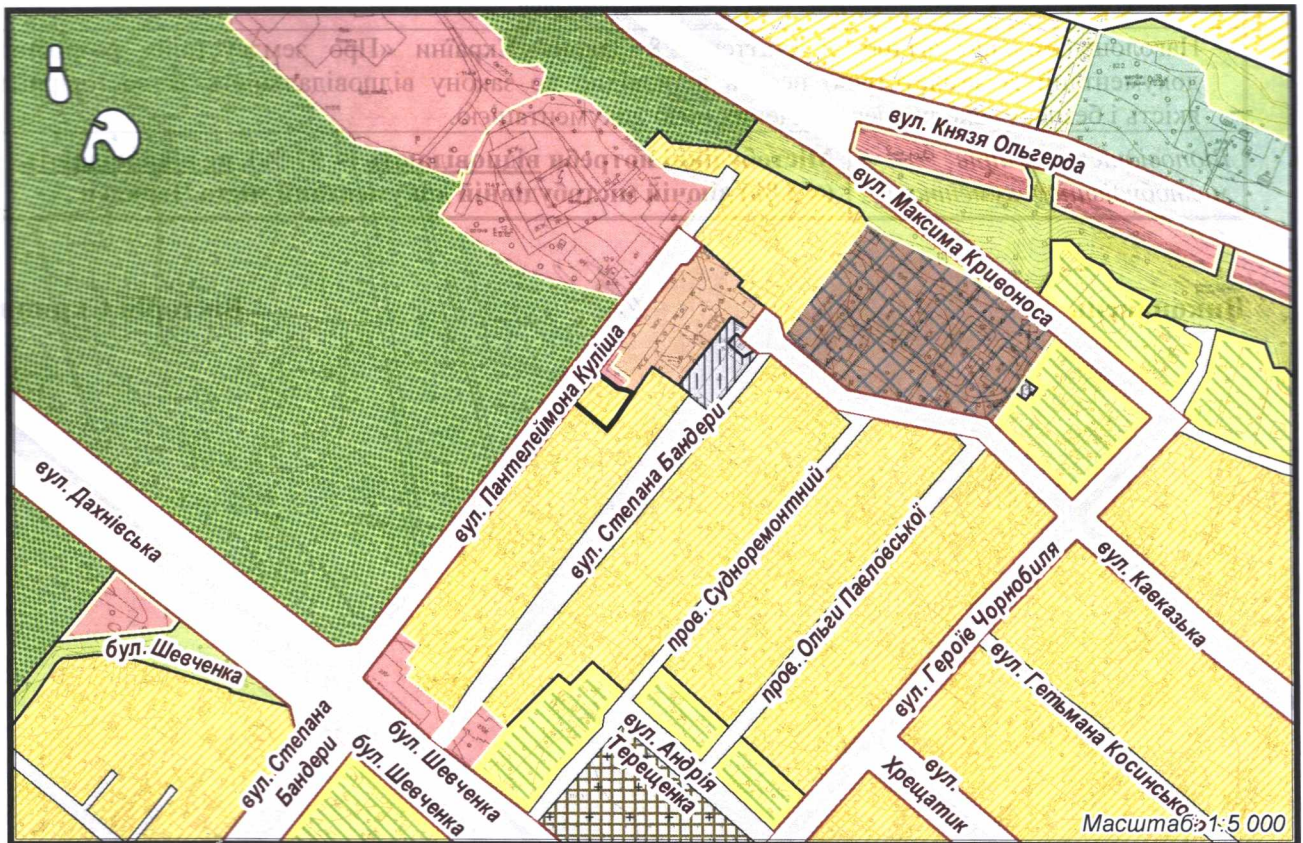 вул. Князя Ольгерда
вул. Максима Кривоноса
вул. Пантелеймона Куліша
вул. Дахнівська
вул. Степана Бандери
пров. Судноремонтний
пров. Ольги Павловської
вул. Героїв Чорнобиля
вул. Кавказька
бул. Шевченка
вул. Гетьмана Косинського
вул. Степана
Бандери
бул. Шевченка
бул. Шевченка
вул. Андрія
Терещенка
вул.
Хрещатик
Масштаб 1:5 000